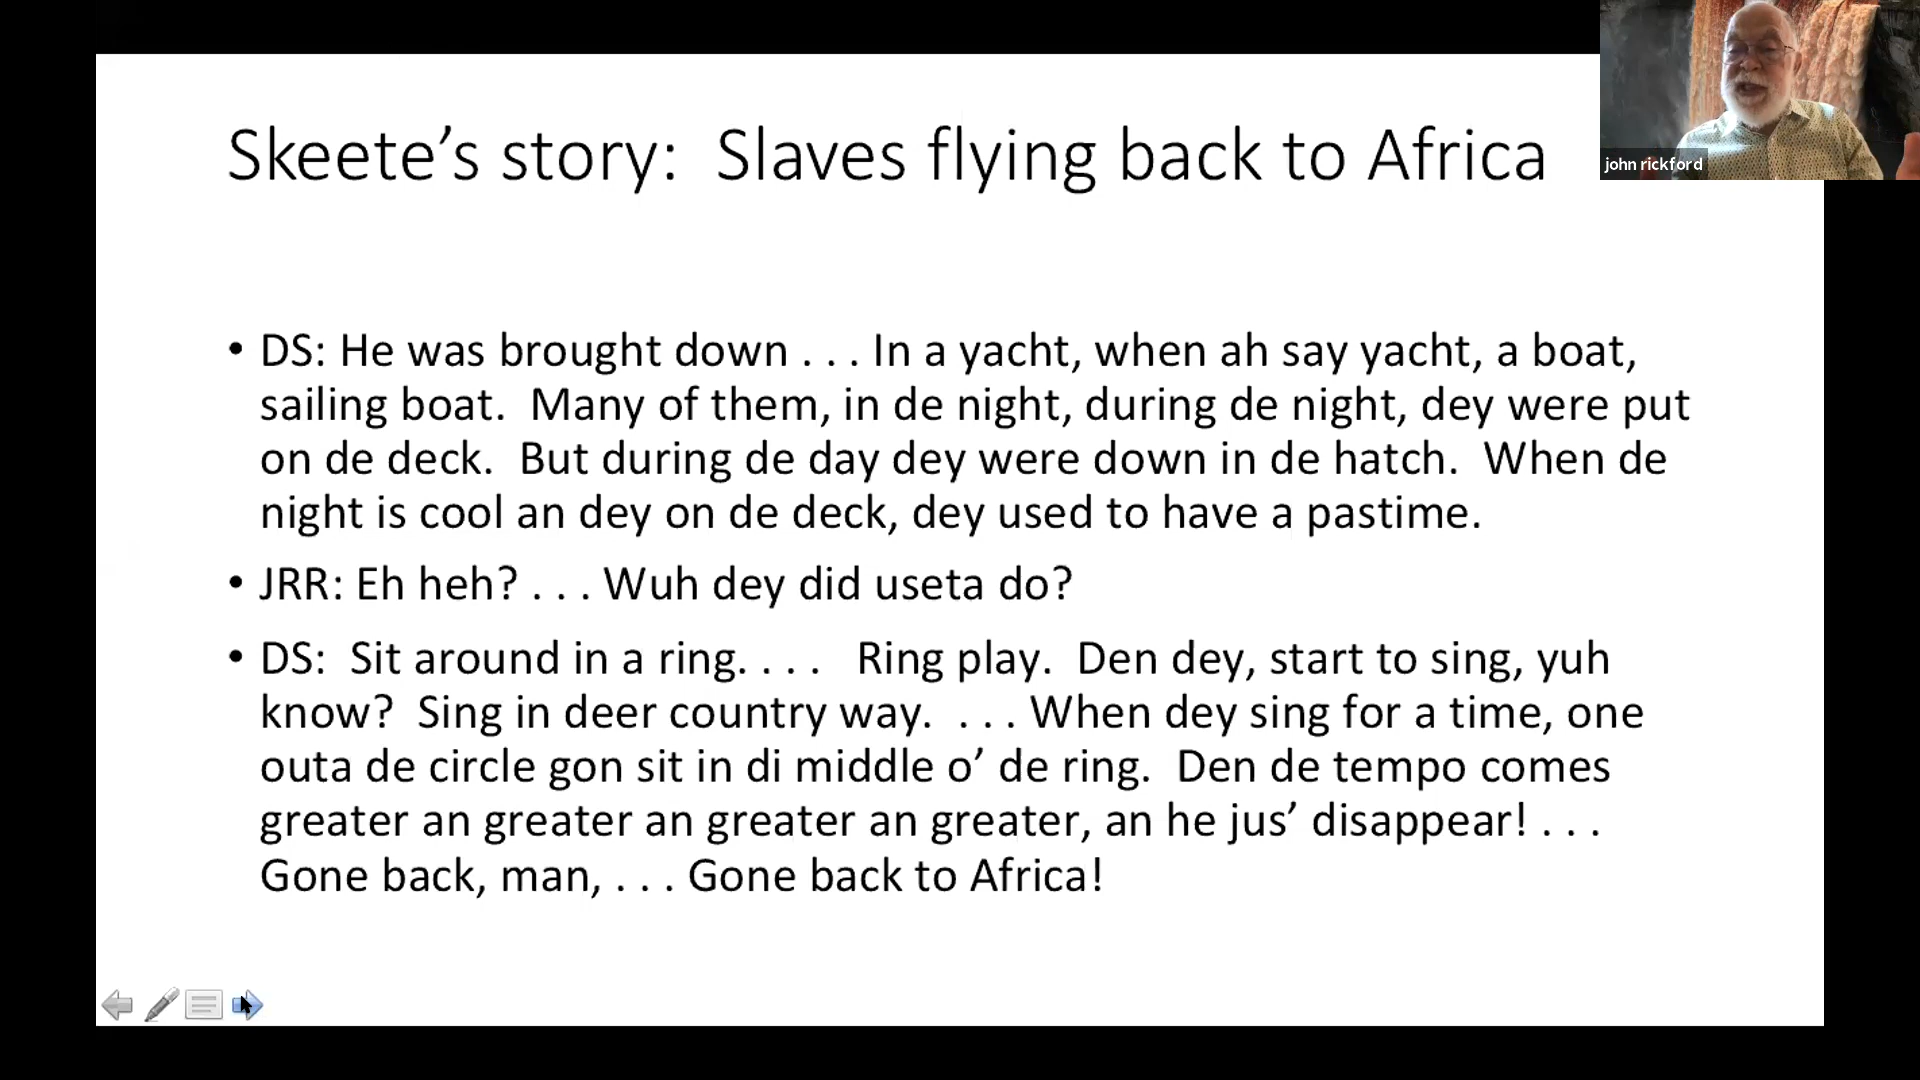 Skeete’s story:  Slaves flying back to Africa
john rickford
• DS: He was brought down . . . In a yacht, when ah say yacht, a boat,
sailing boat.  Many of them, in de night, during de night, dey were put
on de deck.  But during de day dey were down in de hatch.  When de
night is cool an dey on de deck, dey used to have a pastime.
• JRR: Eh heh? . . . Wuh dey did useta do?
• DS:  Sit around in a ring. . . .   Ring play.  Den dey, start to sing, yuh
know?  Sing in deer country way.  . . . When dey sing for a time, one
outa de circle gon sit in di middle o’ de ring.  Den de tempo comes
greater an greater an greater an greater, an he jus’ disappear! . . .
Gone back, man, . . . Gone back to Africa!